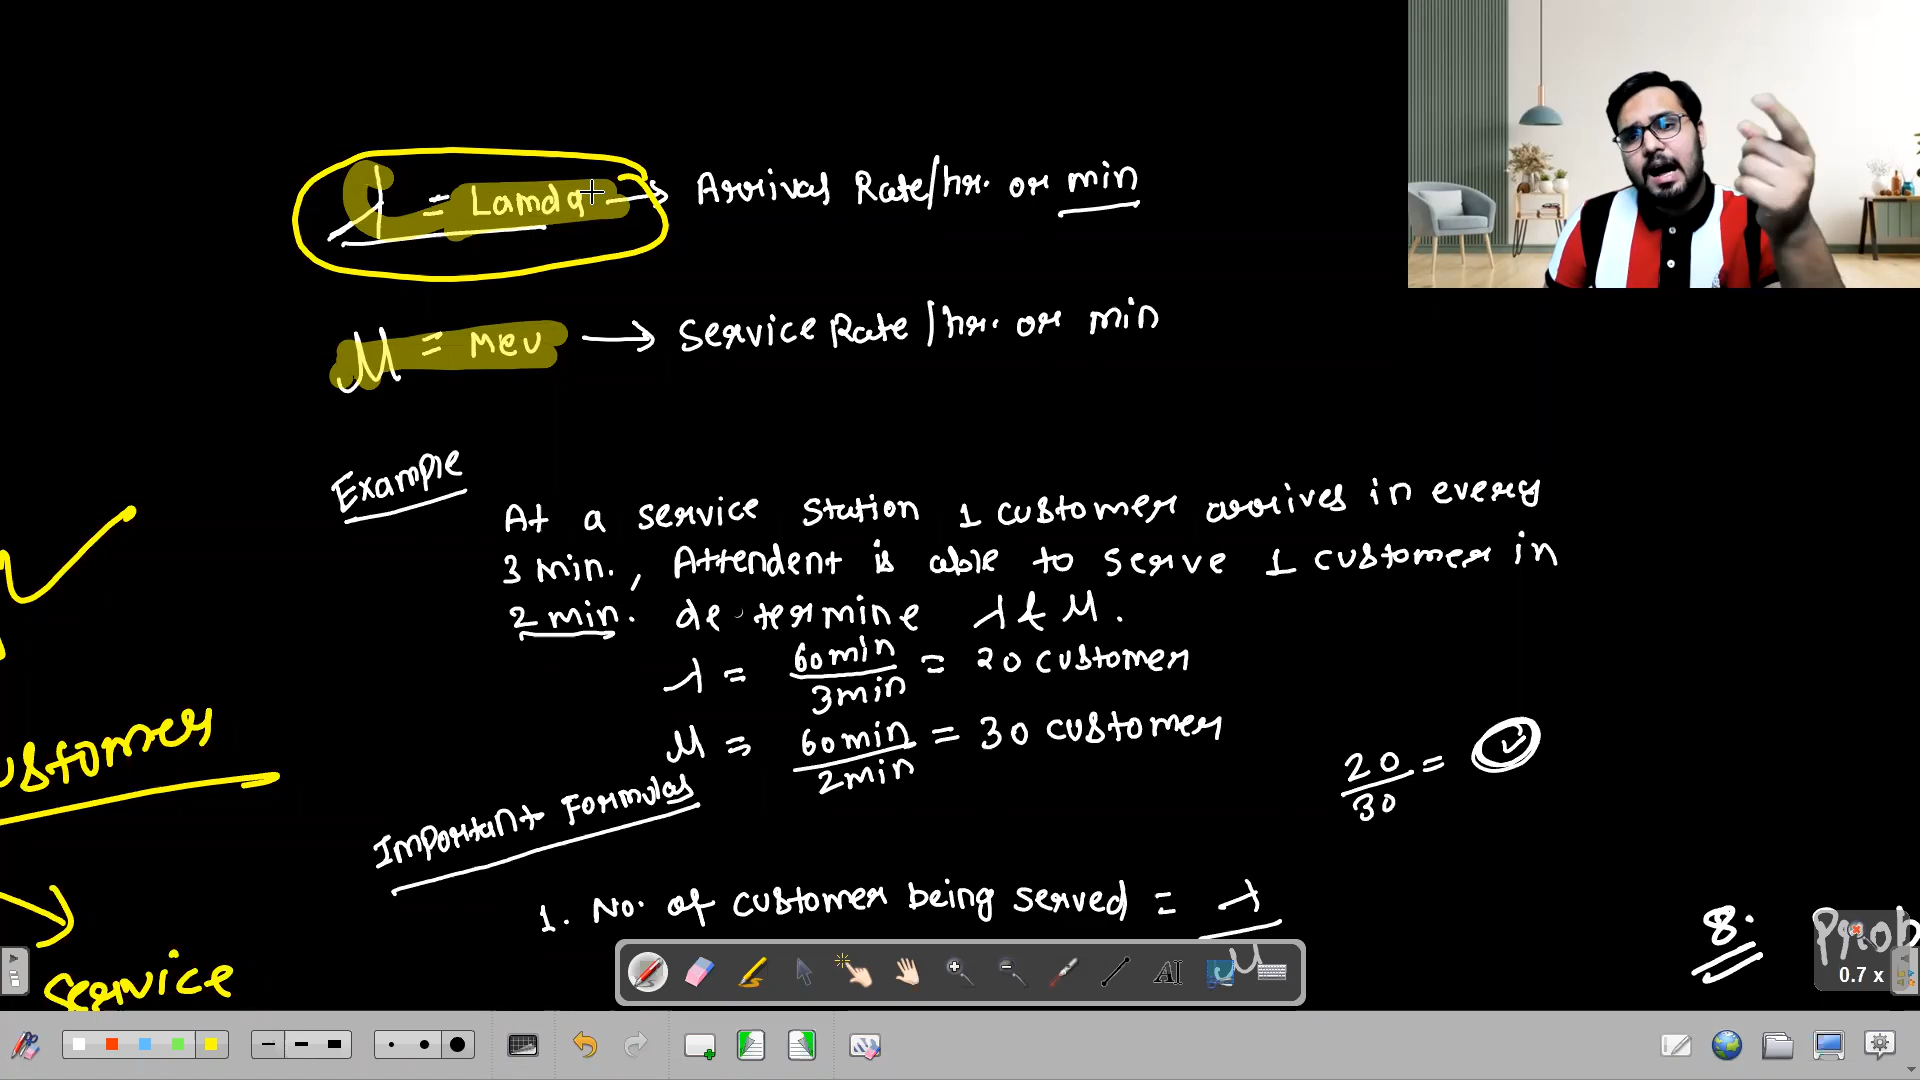 λ = Lamda → Arrival Rate/hr. or min
μ = Meu → Service Rate/hr. or min
Example
At a service station 1 customer arrives in every
3 min., Attendent is able to serve 1 customer in
2 min. determine λ & μ.
λ = 60min/3min = 20 customer
μ = 60min/2min = 30 customer
20/30 =
ustomer
Important Formulas
1. No. of customer being served = λ/μ
8. Prob
service
AI
0.7 x